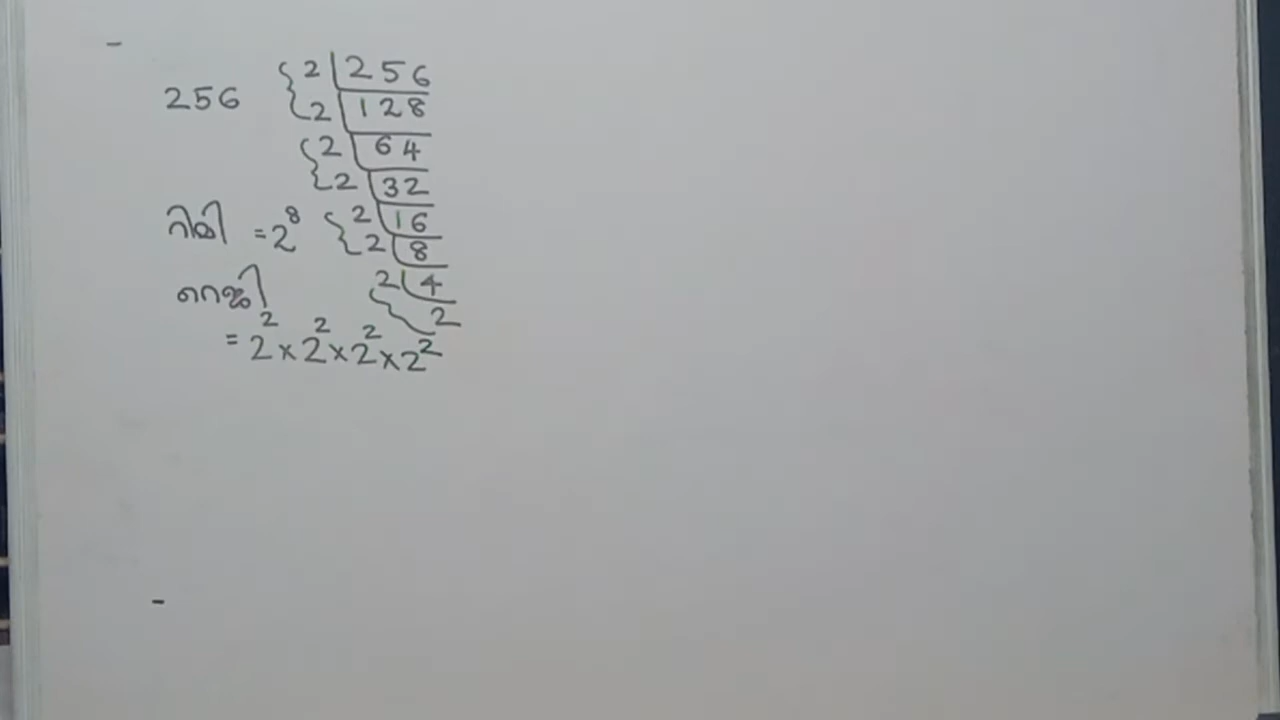 256
2 | 256
2 | 128
2 | 64
2 | 32
2 | 16
2 | 8
2 | 4
2
റിമി = 2⁸
റെജി
= 2² × 2² × 2² × 2²